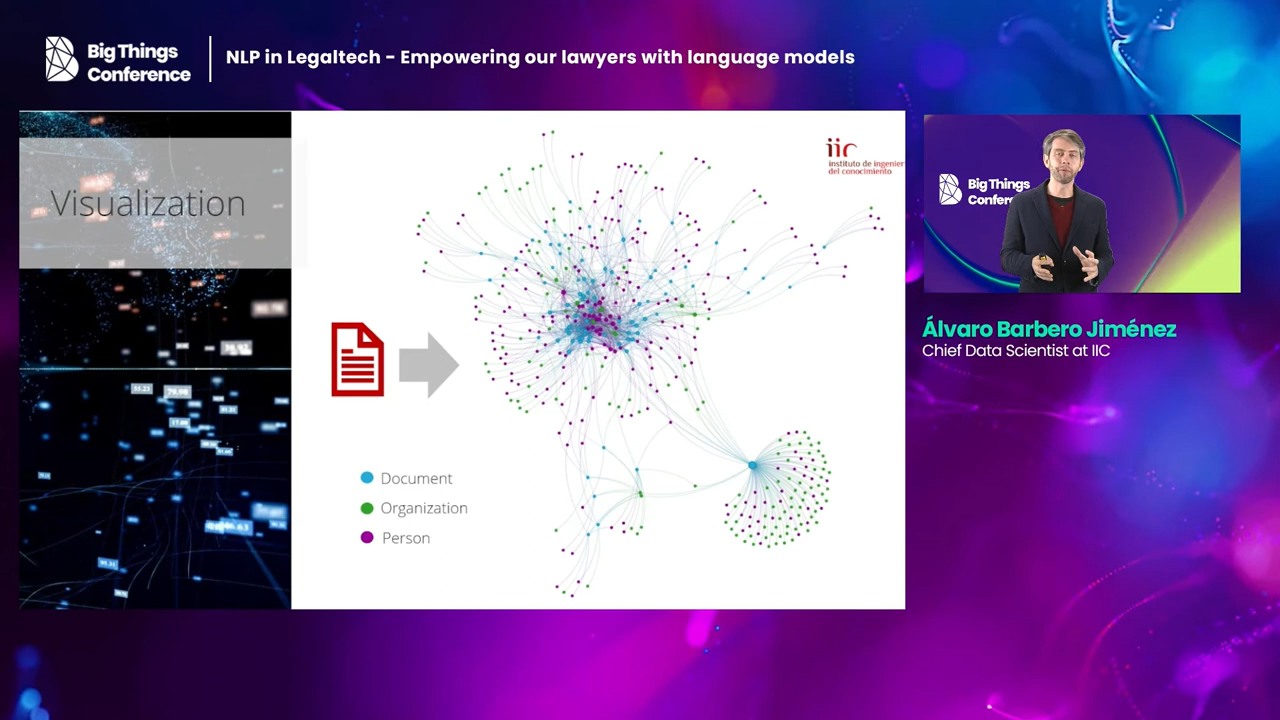 Big Things
Conference
NLP in Legaltech - Empowering our lawyers with language models
Visualization
iic
instituto de ingenier
del conocimiento
Document
Organization
Person
Big Things
Confere
Álvaro Barbero Jiménez
Chief Data Scientist at IIC